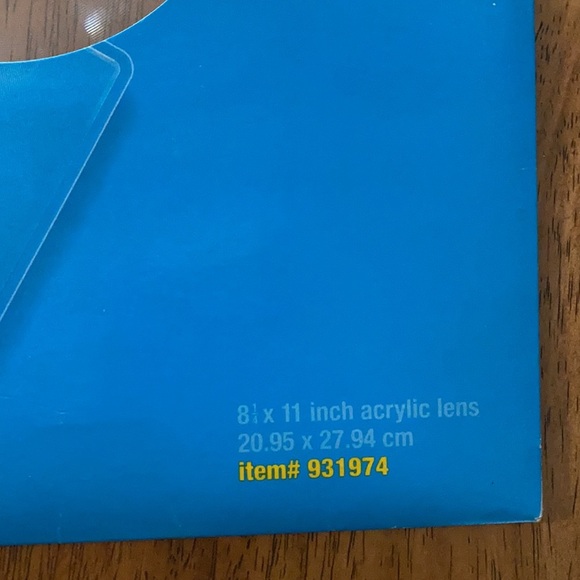 8¼ x 11 inch acrylic lens
20.95 x 27.94 cm
item# 931974